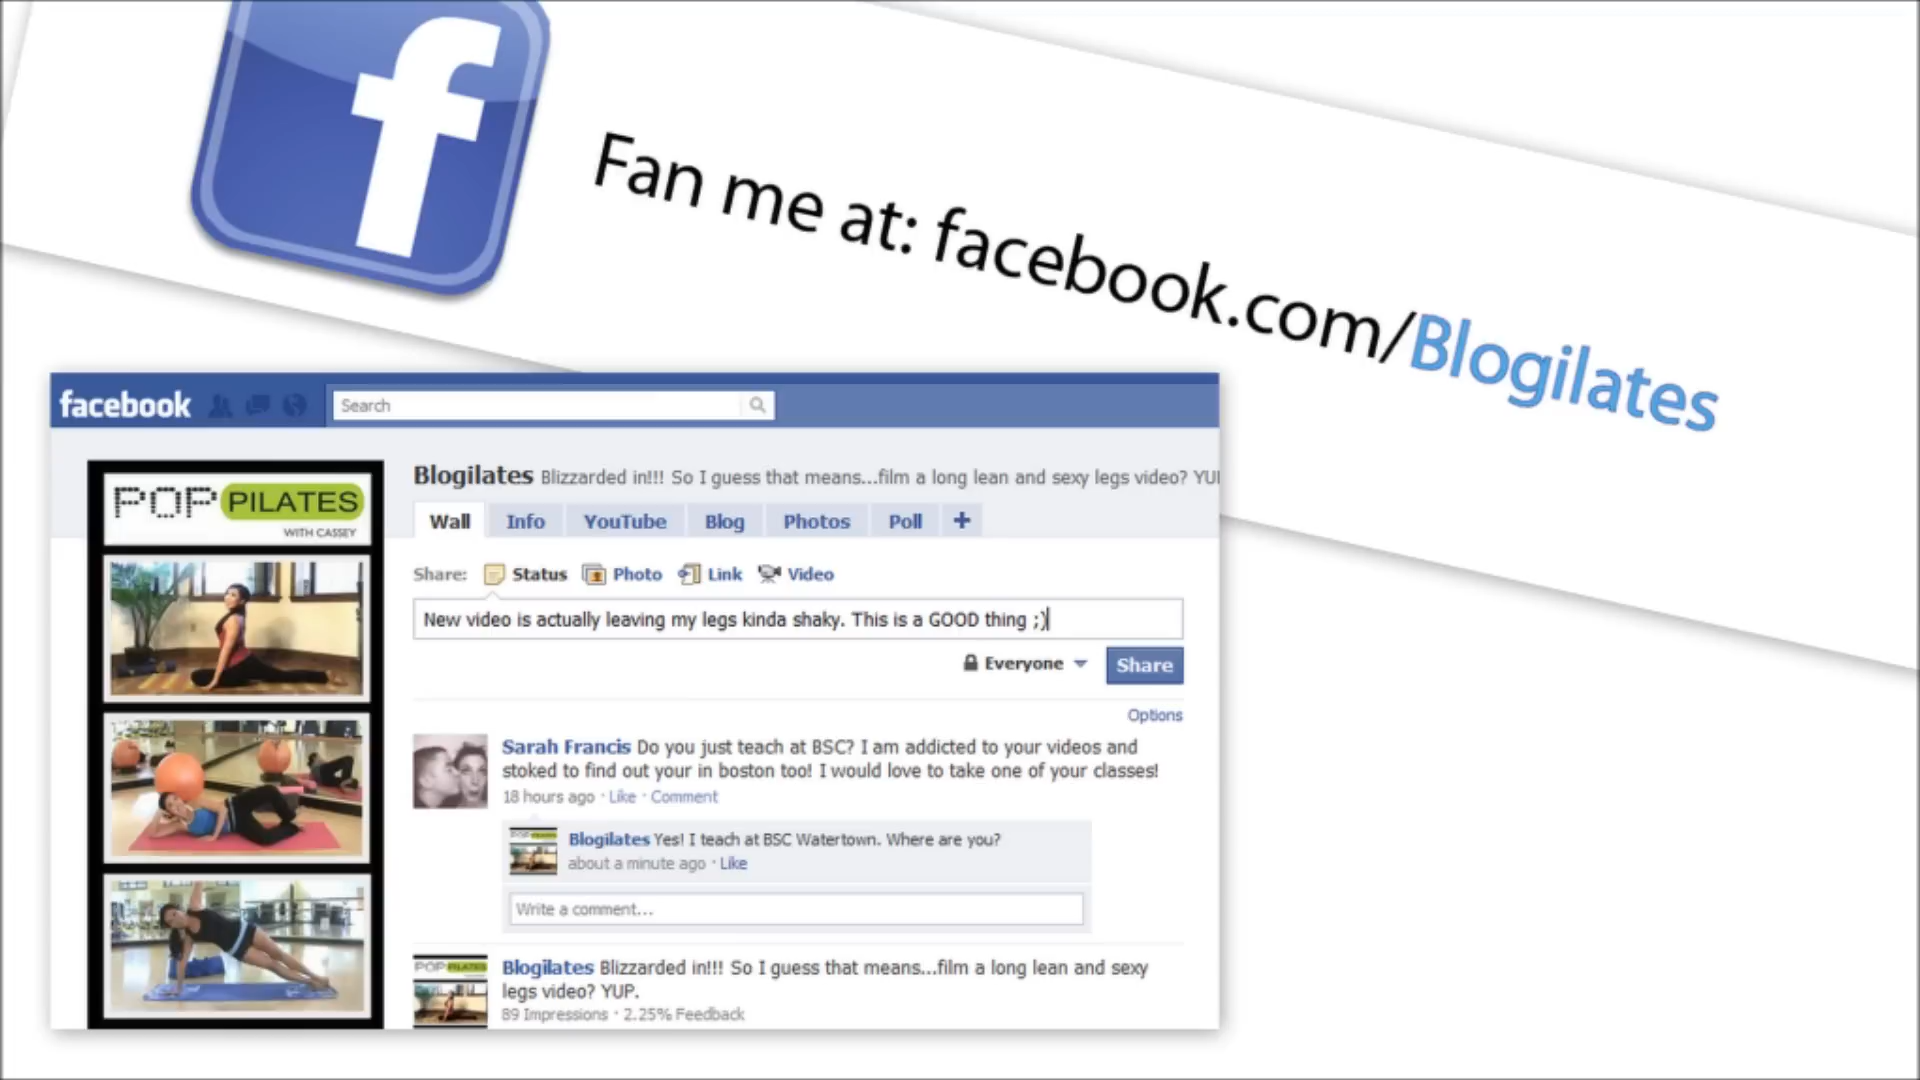 f
Fan me at: facebook.com/Blogilates
facebook
Search
POP PILATES
WITH CASSEY
Blogilates Blizzarded in!!! So I guess that means...film a long lean and sexy legs video? YU
Wall Info YouTube Blog Photos Poll +
Share: Status Photo Link Video
New video is actually leaving my legs kinda shaky. This is a GOOD thing ;)
Everyone Share
Options
Sarah Francis Do you just teach at BSC? I am addicted to your videos and
stoked to find out your in boston too! I would love to take one of your classes!
18 hours ago · Like · Comment
Blogilates Yes! I teach at BSC Watertown. Where are you?
about a minute ago · Like
Write a comment...
POP PILATES
Blogilates Blizzarded in!!! So I guess that means...film a long lean and sexy
legs video? YUP.
89 Impressions · 2.25% Feedback